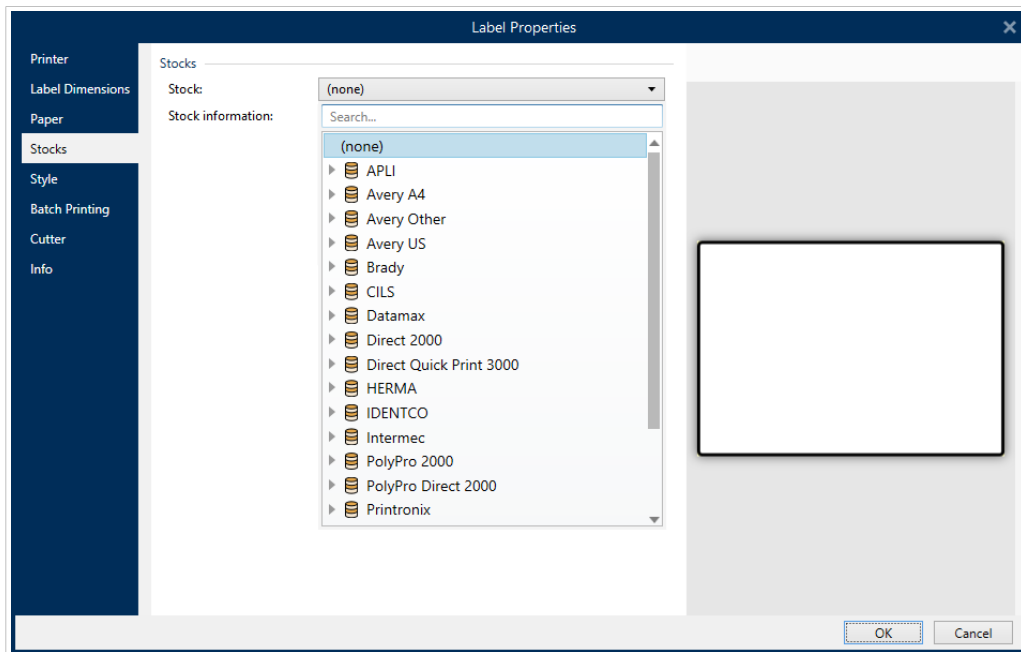 Label Properties
Printer
Label Dimensions
Paper
Stocks
Style
Batch Printing
Cutter
Info
Stocks
Stock: (none)
Stock information: Search...
(none)
APLI
Avery A4
Avery Other
Avery US
Brady
CILS
Datamax
Direct 2000
Direct Quick Print 3000
HERMA
IDENTCO
Intermec
PolyPro 2000
PolyPro Direct 2000
Printronix
OK Cancel